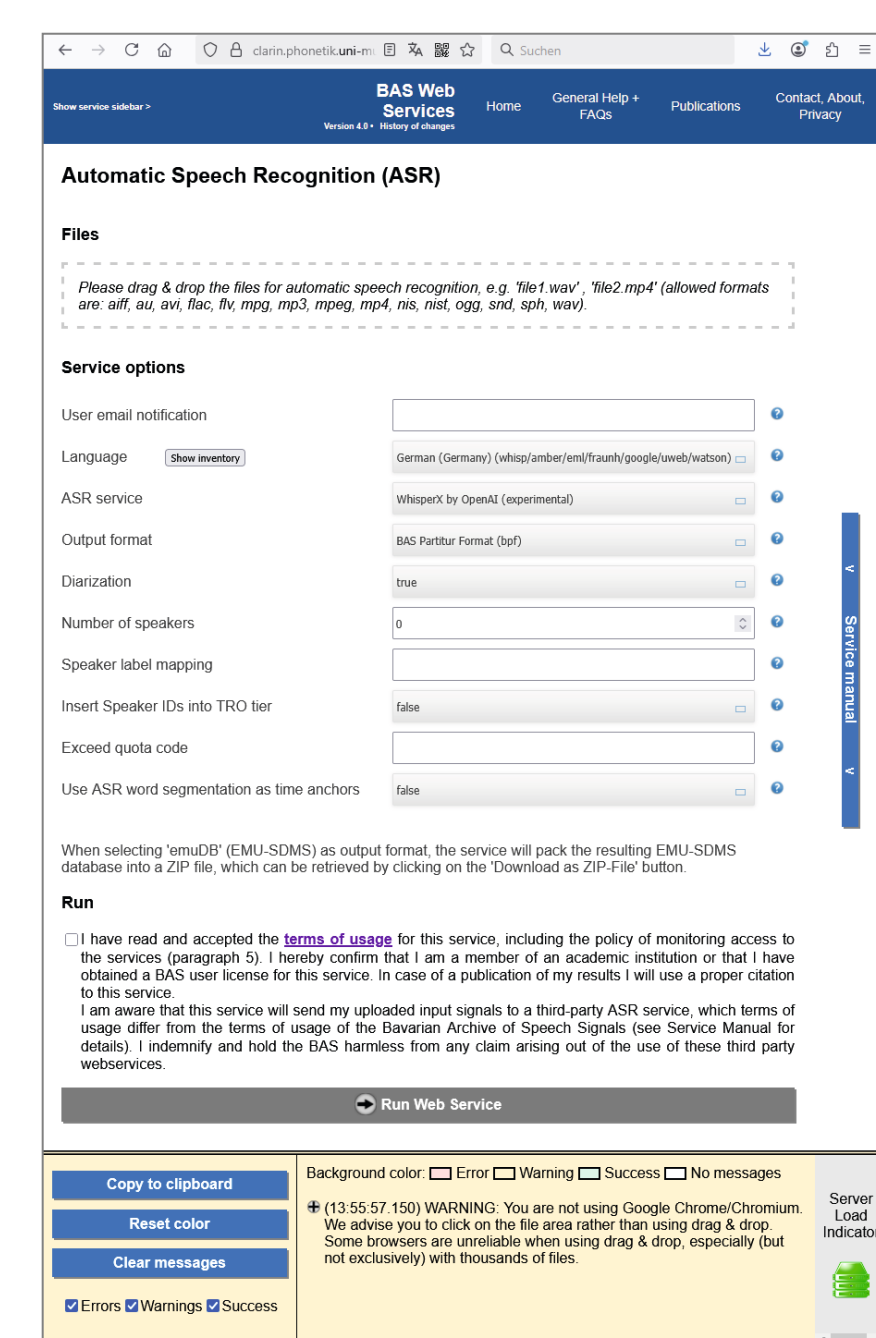 clarin.phonetik.uni-m
Suchen
Show service sidebar >
BAS Web
Services
Version 4.0 • History of changes
Home
General Help +
FAQs
Publications
Contact, About,
Privacy
Automatic Speech Recognition (ASR)
Files
Please drag & drop the files for automatic speech recognition, e.g. 'file1.wav' , 'file2.mp4' (allowed formats
are: aiff, au, avi, flac, flv, mpg, mp3, mpeg, mp4, nis, nist, ogg, snd, sph, wav).
Service options
User email notification
Language Show inventory German (Germany) (whisp/amber/eml/fraunh/google/uweb/watson)
ASR service WhisperX by OpenAI (experimental)
Output format BAS Partitur Format (bpf)
Diarization true
Number of speakers 0
Speaker label mapping
Insert Speaker IDs into TRO tier false
Exceed quota code
Use ASR word segmentation as time anchors false
< Service manual <
When selecting 'emuDB' (EMU-SDMS) as output format, the service will pack the resulting EMU-SDMS
database into a ZIP file, which can be retrieved by clicking on the 'Download as ZIP-File' button.
Run
I have read and accepted the terms of usage for this service, including the policy of monitoring access to
the services (paragraph 5). I hereby confirm that I am a member of an academic institution or that I have
obtained a BAS user license for this service. In case of a publication of my results I will use a proper citation
to this service.
I am aware that this service will send my uploaded input signals to a third-party ASR service, which terms of
usage differ from the terms of usage of the Bavarian Archive of Speech Signals (see Service Manual for
details). I indemnify and hold the BAS harmless from any claim arising out of the use of these third party
webservices.
Run Web Service
Copy to clipboard
Reset color
Clear messages
Errors Warnings Success
Background color: Error Warning Success No messages
(13:55:57.150) WARNING: You are not using Google Chrome/Chromium.
We advise you to click on the file area rather than using drag & drop.
Some browsers are unreliable when using drag & drop, especially (but
not exclusively) with thousands of files.
Server
Load
Indicator